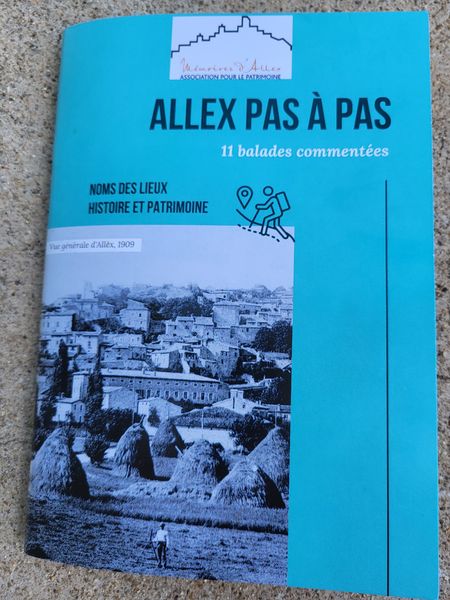 Mémoires d'Allex
ASSOCIATION POUR LE PATRIMOINE
ALLEX PAS À PAS
11 balades commentées
NOMS DES LIEUX
HISTOIRE ET PATRIMOINE
Vue générale d'Allèx, 1909